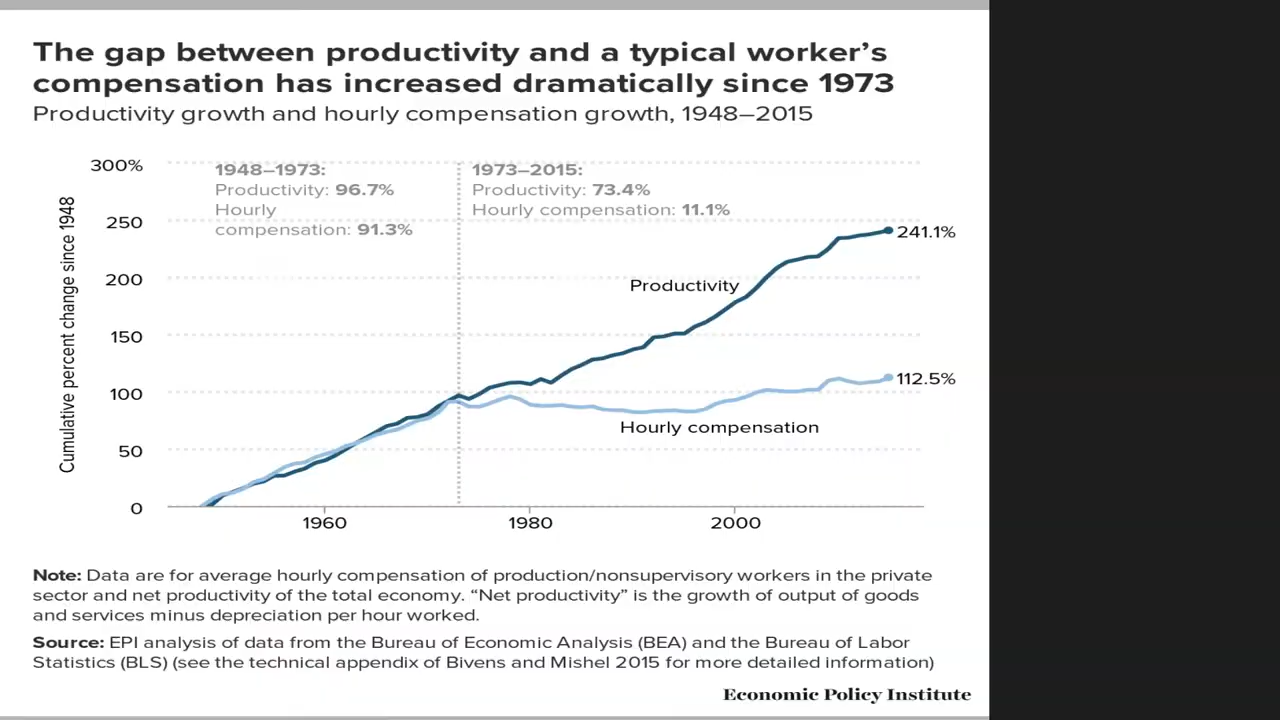 The gap between productivity and a typical worker’s
compensation has increased dramatically since 1973
Productivity growth and hourly compensation growth, 1948–2015
Cumulative percent change since 1948
300%
250
200
150
100
50
0
1948–1973:
Productivity: 96.7%
Hourly
compensation: 91.3%
1973–2015:
Productivity: 73.4%
Hourly compensation: 11.1%
241.1%
Productivity
112.5%
Hourly compensation
1960
1980
2000
Note: Data are for average hourly compensation of production/nonsupervisory workers in the private
sector and net productivity of the total economy. “Net productivity” is the growth of output of goods
and services minus depreciation per hour worked.
Source: EPI analysis of data from the Bureau of Economic Analysis (BEA) and the Bureau of Labor
Statistics (BLS) (see the technical appendix of Bivens and Mishel 2015 for more detailed information)
Economic Policy Institute